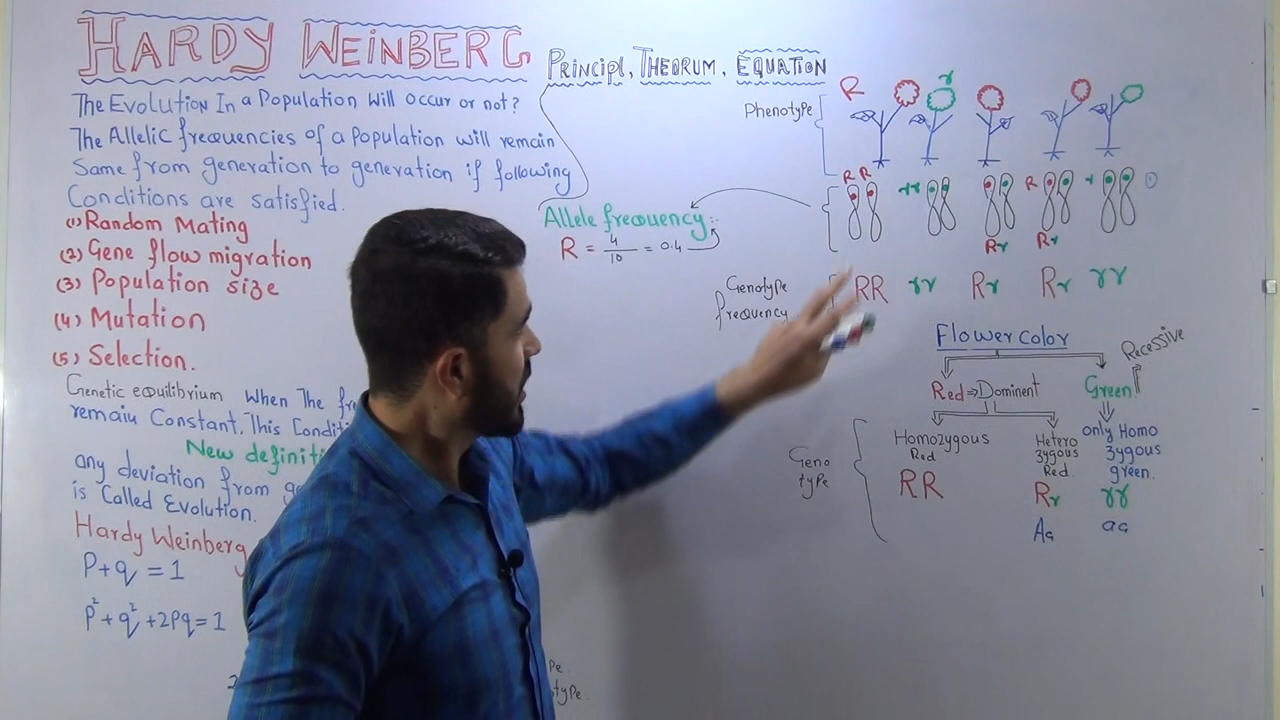 HARDY WEINBERG
PRINCIPL, THEORUM, EQUATION
The Evolution In a Population will occur or not?
The Allelic frequencies of a Population will remain
Same from generation to generation if following
Conditions are satisfied.
(1) Random Mating
(2) Gene flow migration
(3) Population size
(4) Mutation
(5) Selection.
Genetic equilibrium When The
remain Constant. This
New
any deviation from
is Called Evolution.
Hardy Weinberg
P+q = 1
p²+q²+2pq=1
Allele frequency:-
R = 4/10 = 0.4
Phenotype
R
r
R R
rr
Rr
R
Rr
r
Genotype
frequency
RR rr Rr Rr rr
Flower color
Red ⇒ Dominent
Green
Recessive
Geno
type
Homozygous
Red
RR
Hetero
zygous
Red
Rr
Aa
only Homo
zygous
green.
rr
aa